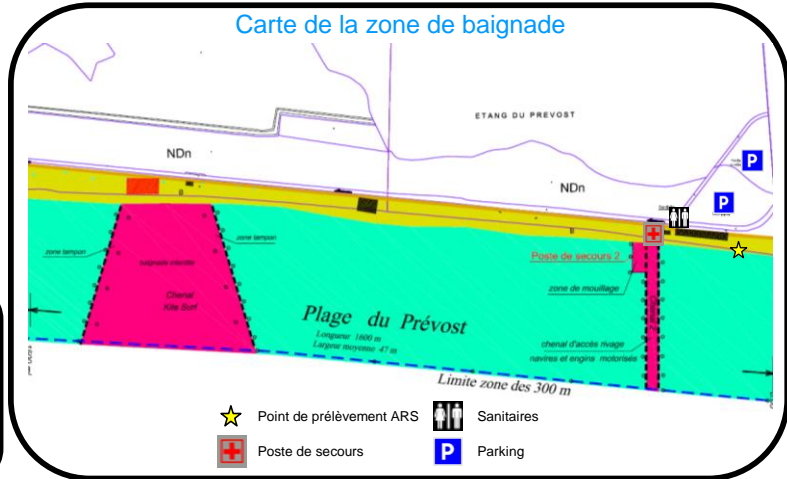 Carte de la zone de baignade
ETANG DU PREVOST
NDn
NDn
P
P
zone tampon
zone tampon
baignade interdite
Chenal
Kite Surf
Poste de secours 2
zone de mouillage
Plage du Prévost
Longueur 1600 m
Largeur moyenne 47 m
chenal d'accès rivage
navires et engins motorisés
Limite zone des 300 m
Point de prélèvement ARS
Sanitaires
Poste de secours
P
Parking